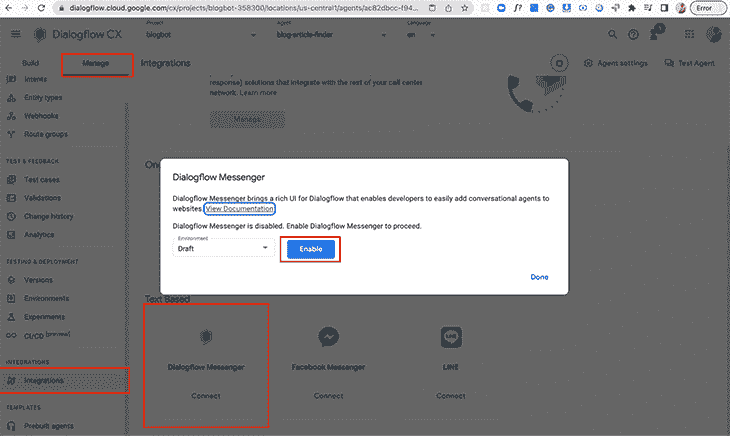 dialogflow.cloud.google.com/cx/projects/blogbot-358300/locations/us-central1/agents/ac82dbcc-f94...
Error
Dialogflow CX
Project
blogbot
Agent
blog-article-finder
Language
en
1
Build
Manage
Integrations
Agent settings
Test Agent
Intents
Entity types
Webhooks
Route groups
TEST & FEEDBACK
Test cases
Validations
Change history
Analytics
TESTING & DEPLOYMENT
Versions
Environments
Experiments
CI/CD (preview)
INTEGRATIONS
Integrations
TEMPLATES
Prebuilt agents
response) solutions that integrate with the rest of your call center
network. Learn more
Manage
Dialogflow Messenger
Dialogflow Messenger brings a rich UI for Dialogflow that enables developers to easily add conversational agents to
websites. View Documentation
Dialogflow Messenger is disabled. Enable Dialogflow Messenger to proceed.
Environment
Draft
Enable
Done
Text Based
Dialogflow Messenger
Connect
Facebook Messenger
Connect
LINE
LINE
Connect